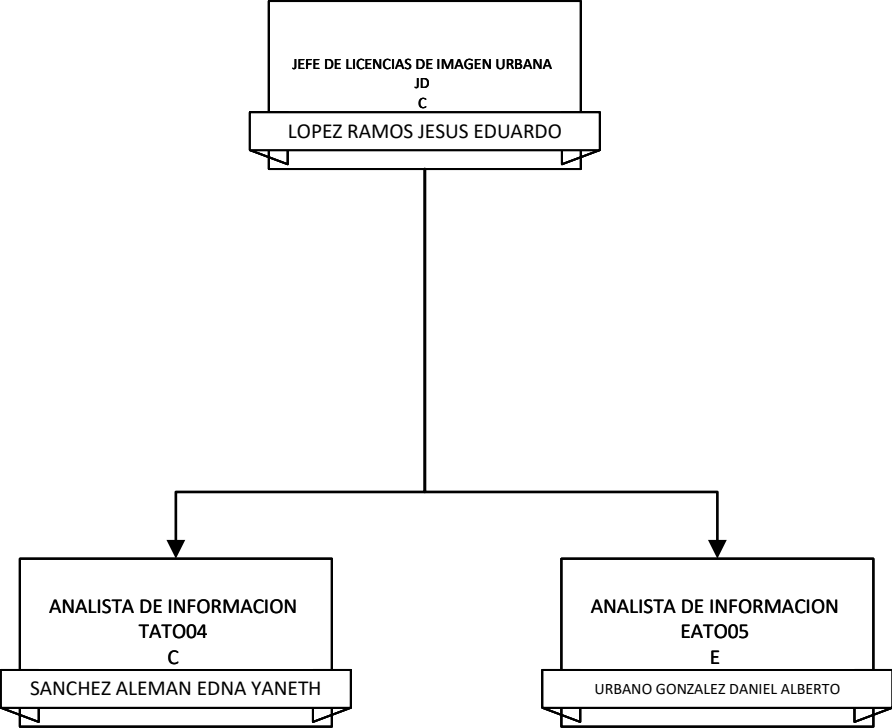 JEFE DE LICENCIAS DE IMAGEN URBANA
JD
C
LOPEZ RAMOS JESUS EDUARDO
ANALISTA DE INFORMACION
TATO04
C
SANCHEZ ALEMAN EDNA YANETH
ANALISTA DE INFORMACION
EATO05
E
URBANO GONZALEZ DANIEL ALBERTO